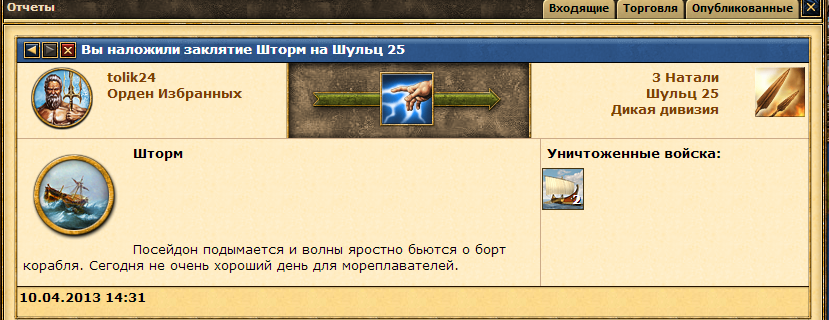 Отчеты
Входящие
Торговля
Опубликованные
Вы наложили заклятие Шторм на Шульц 25
tolik24
Орден Избранных
3 Натали
Шульц 25
Дикая дивизия
Шторм
Уничтоженные войска:
2
Посейдон подымается и волны яростно бьются о борт
корабля. Сегодня не очень хороший день для мореплавателей.
10.04.2013 14:31